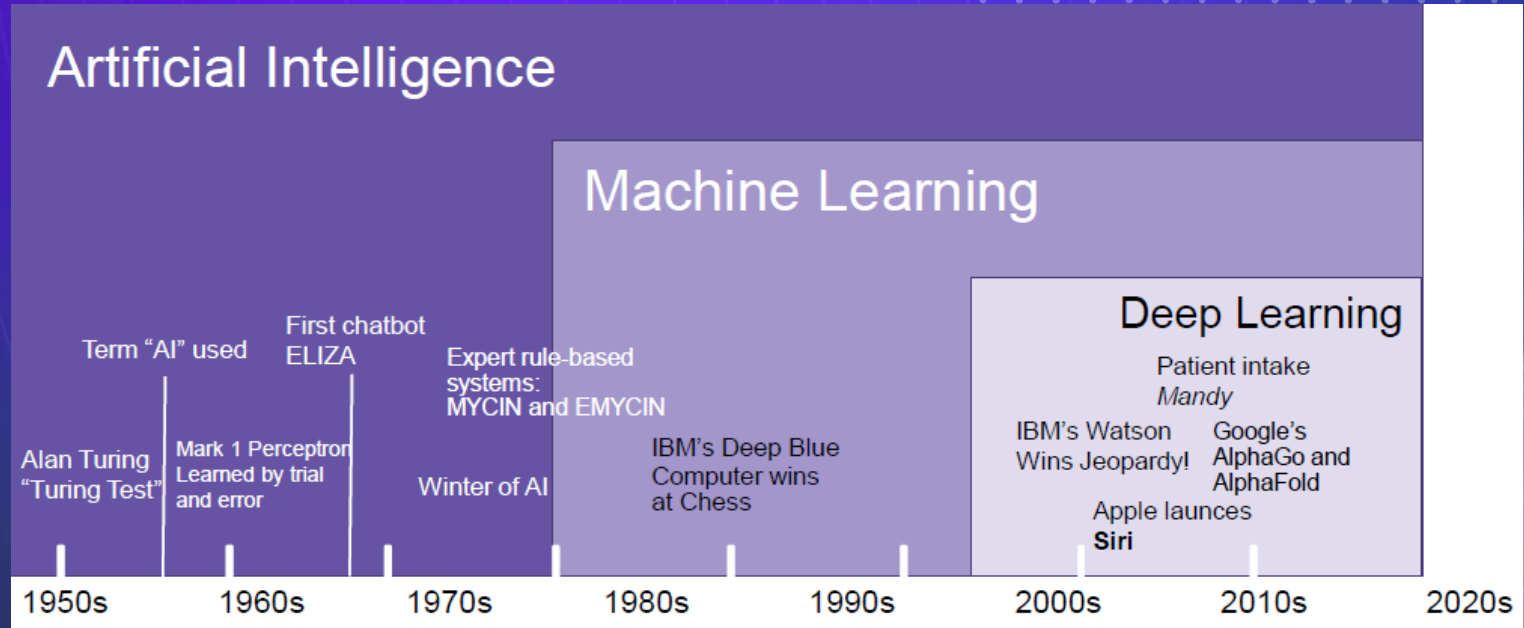 Artificial Intelligence
Machine Learning
Deep Learning
Term “AI” used
First chatbot
ELIZA
Expert rule-based
systems:
MYCIN and EMYCIN
Patient intake
Mandy
Alan Turing
“Turing Test”
Mark 1 Perceptron
Learned by trial
and error
Winter of AI
IBM’s Deep Blue
Computer wins
at Chess
IBM’s Watson
Wins Jeopardy!
Google’s
AlphaGo and
AlphaFold
Apple launces
Siri
1950s 1960s 1970s 1980s 1990s 2000s 2010s 2020s